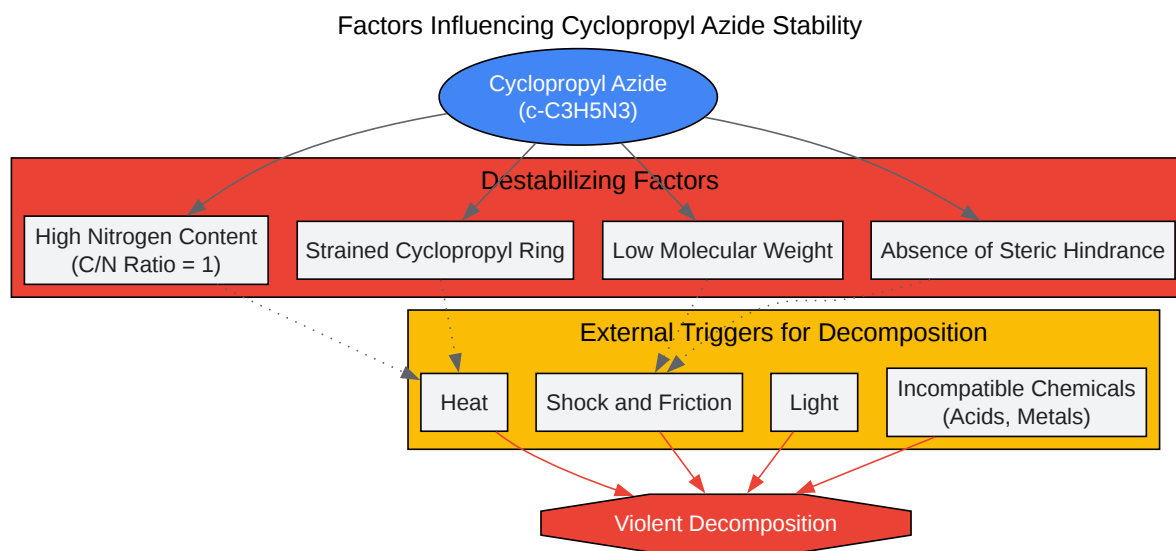 Factors Influencing Cyclopropyl Azide Stability
Cyclopropyl Azide
(c-C3H5N3)
Destabilizing Factors
High Nitrogen Content
(C/N Ratio = 1)
Strained Cyclopropyl Ring
Low Molecular Weight
Absence of Steric Hindrance
External Triggers for Decomposition
Heat
Shock and Friction
Light
Incompatible Chemicals
(Acids, Metals)
Violent Decomposition